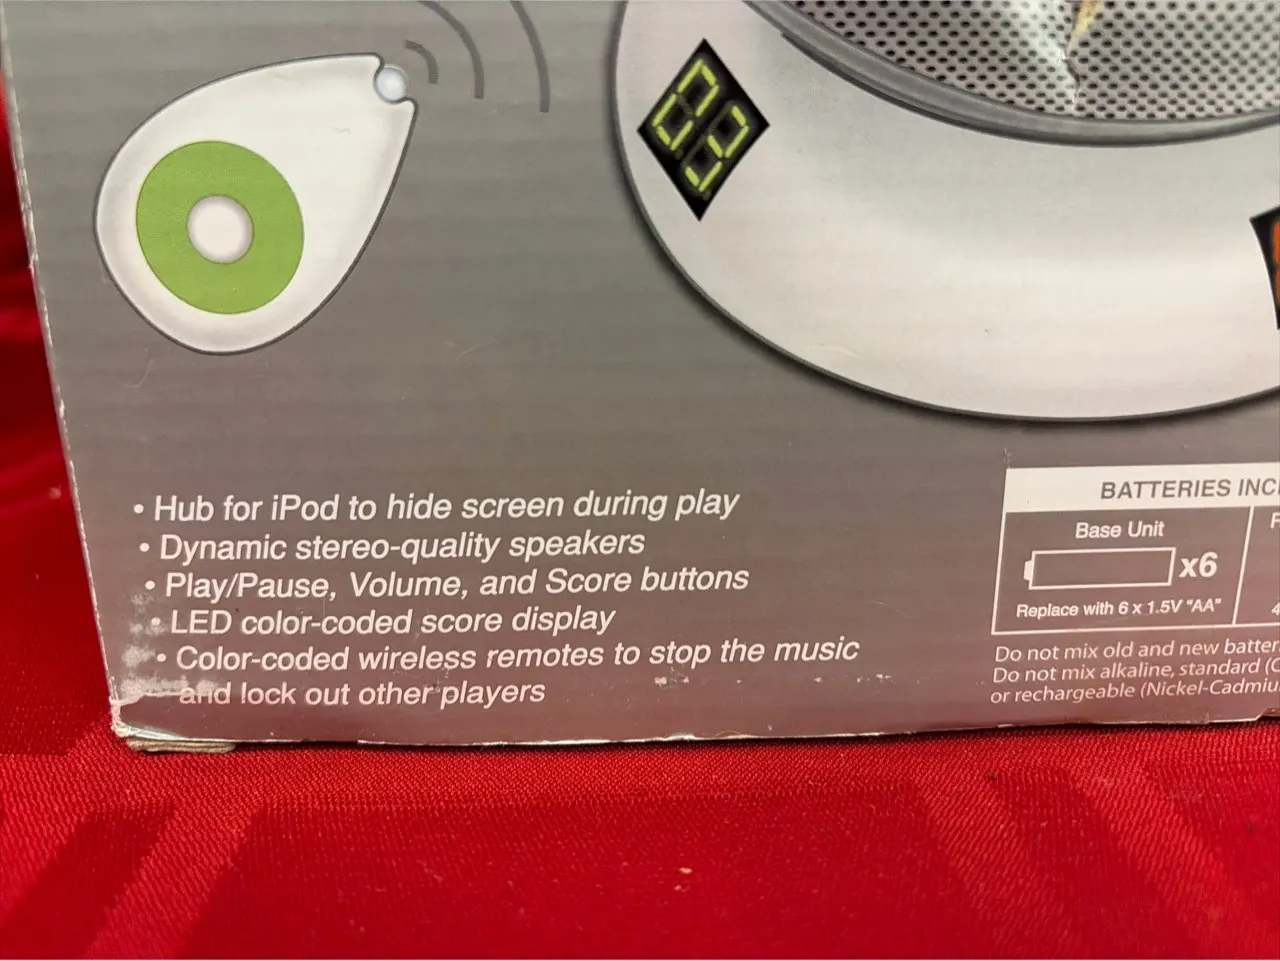 • Hub for iPod to hide screen during play
• Dynamic stereo-quality speakers
• Play/Pause, Volume, and Score buttons
• LED color-coded score display
• Color-coded wireless remotes to stop the music
and lock out other players
BATTERIES
Base Unit
x6
Replace with 6 x 1.5V "AA"
Do not mix old and new
Do not mix alkaline, standard
or rechargeable